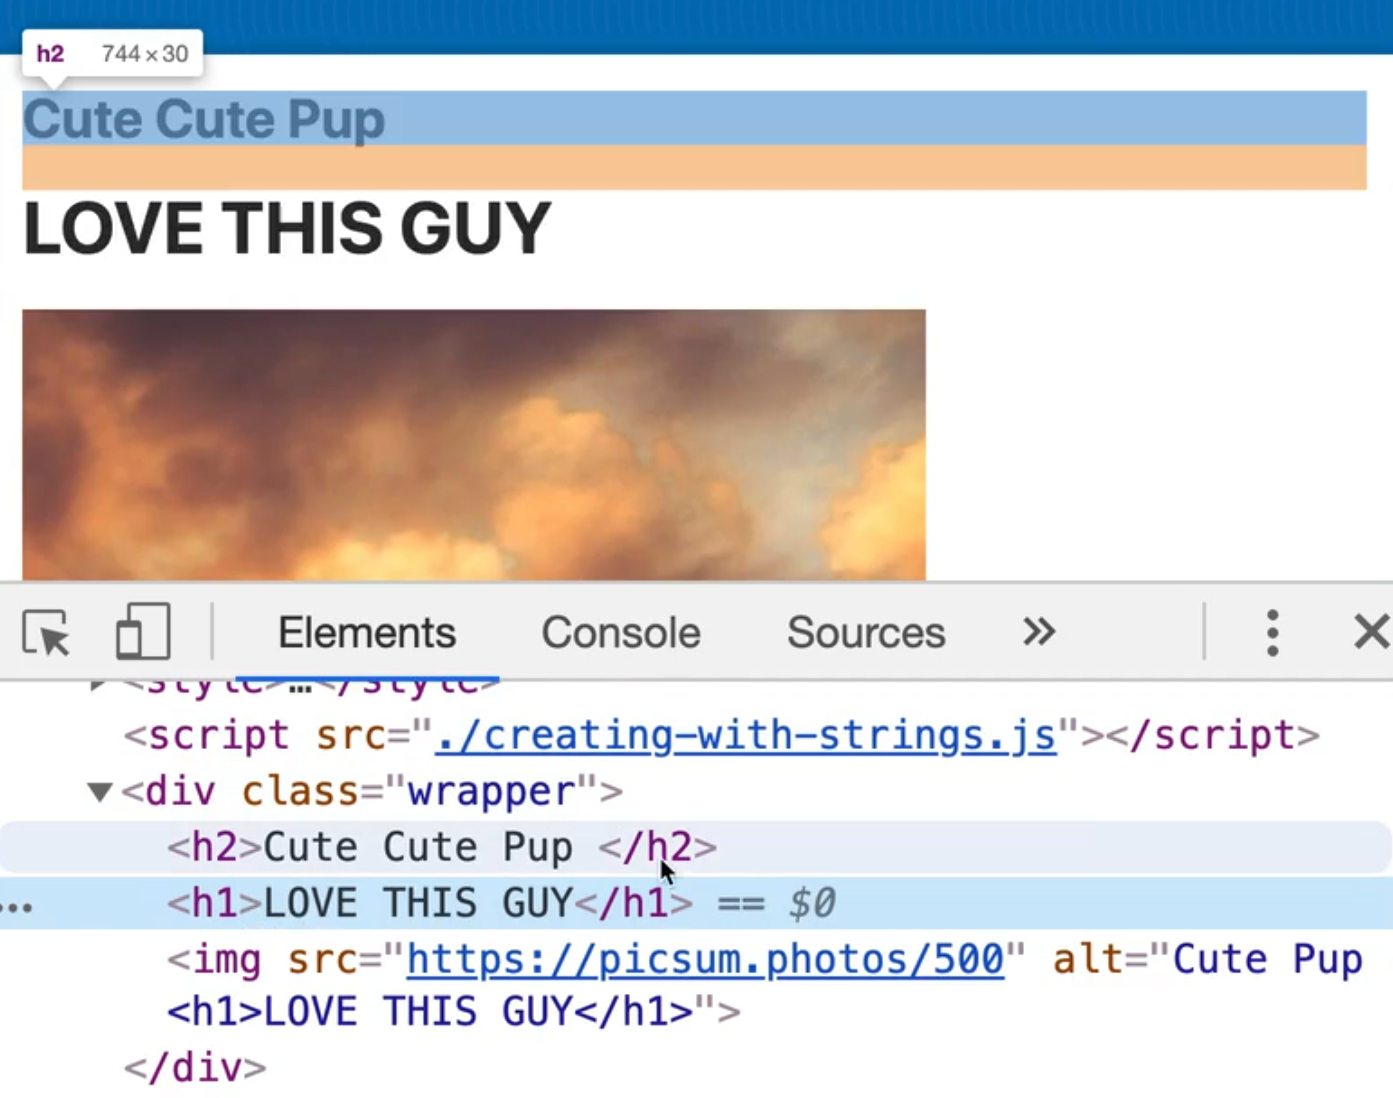 h2 744 × 30
Cute Cute Pup
LOVE THIS GUY
Elements Console Sources
<style>…</style>
<script src="./creating-with-strings.js"></script>
<div class="wrapper">
<h2>Cute Cute Pup </h2>
<h1>LOVE THIS GUY</h1> == $0
<img src="https://picsum.photos/500" alt="Cute Pup
<h1>LOVE THIS GUY</h1>">
</div>